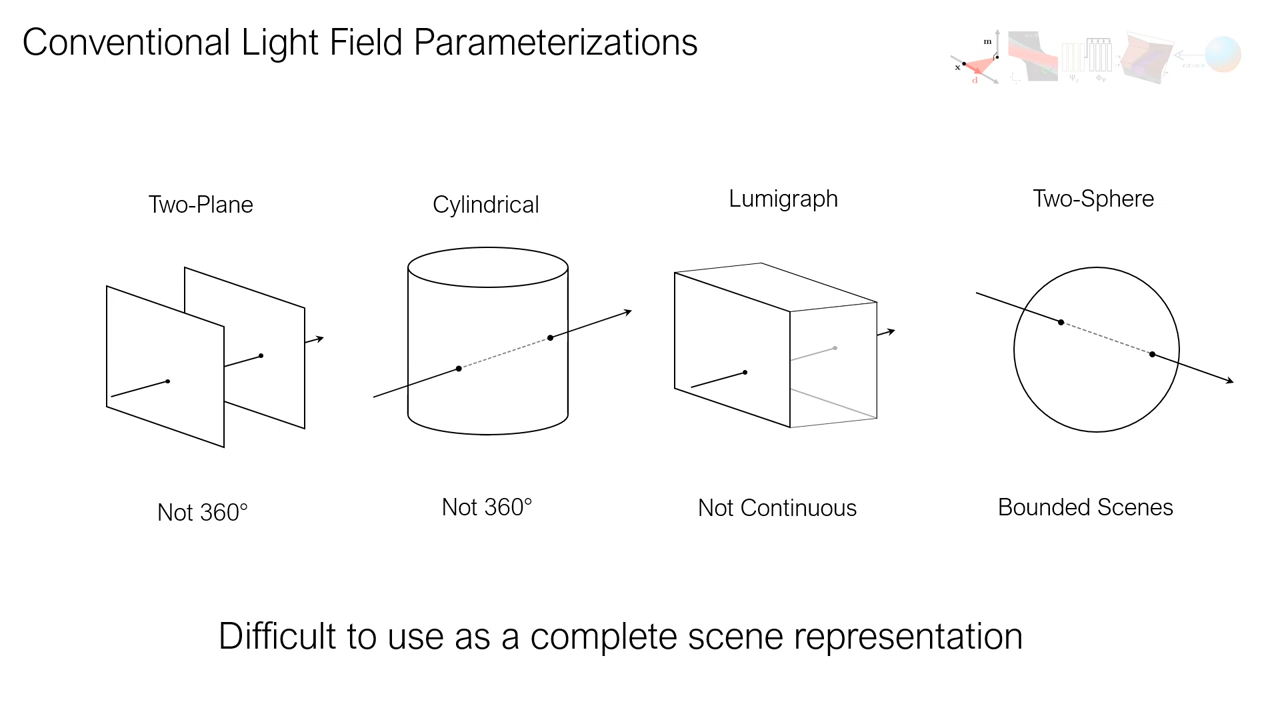 Conventional Light Field Parameterizations
m
x
d
Two-Plane
Cylindrical
Lumigraph
Two-Sphere
Not 360°
Not 360°
Not Continuous
Bounded Scenes
Difficult to use as a complete scene representation